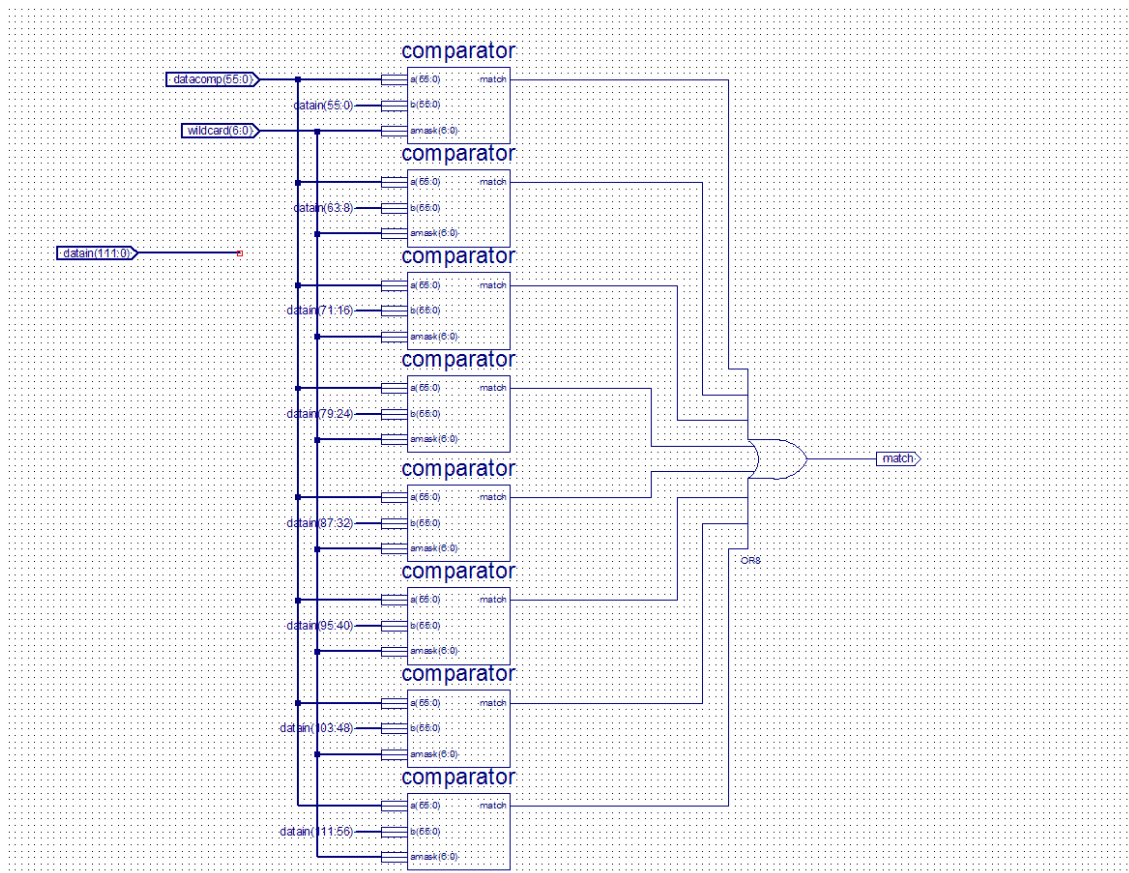 comparator
datacomp(55:0)
a(55:0)
match
datain(55:0)
b(55:0)
wildcard(6:0)
amask(6:0)
comparator
a(55:0)
match
datain(63:8)
b(55:0)
amask(6:0)
datain(111:0)
comparator
a(55:0)
match
datain(71:16)
b(55:0)
amask(6:0)
comparator
a(55:0)
match
datain(79:24)
b(55:0)
amask(6:0)
match
comparator
a(55:0)
match
datain(87:32)
b(55:0)
amask(6:0)
OR8
comparator
a(55:0)
match
datain(95:40)
b(55:0)
amask(6:0)
comparator
a(55:0)
match
datain(103:48)
b(55:0)
amask(6:0)
comparator
a(55:0)
match
datain(111:56)
b(55:0)
amask(6:0)